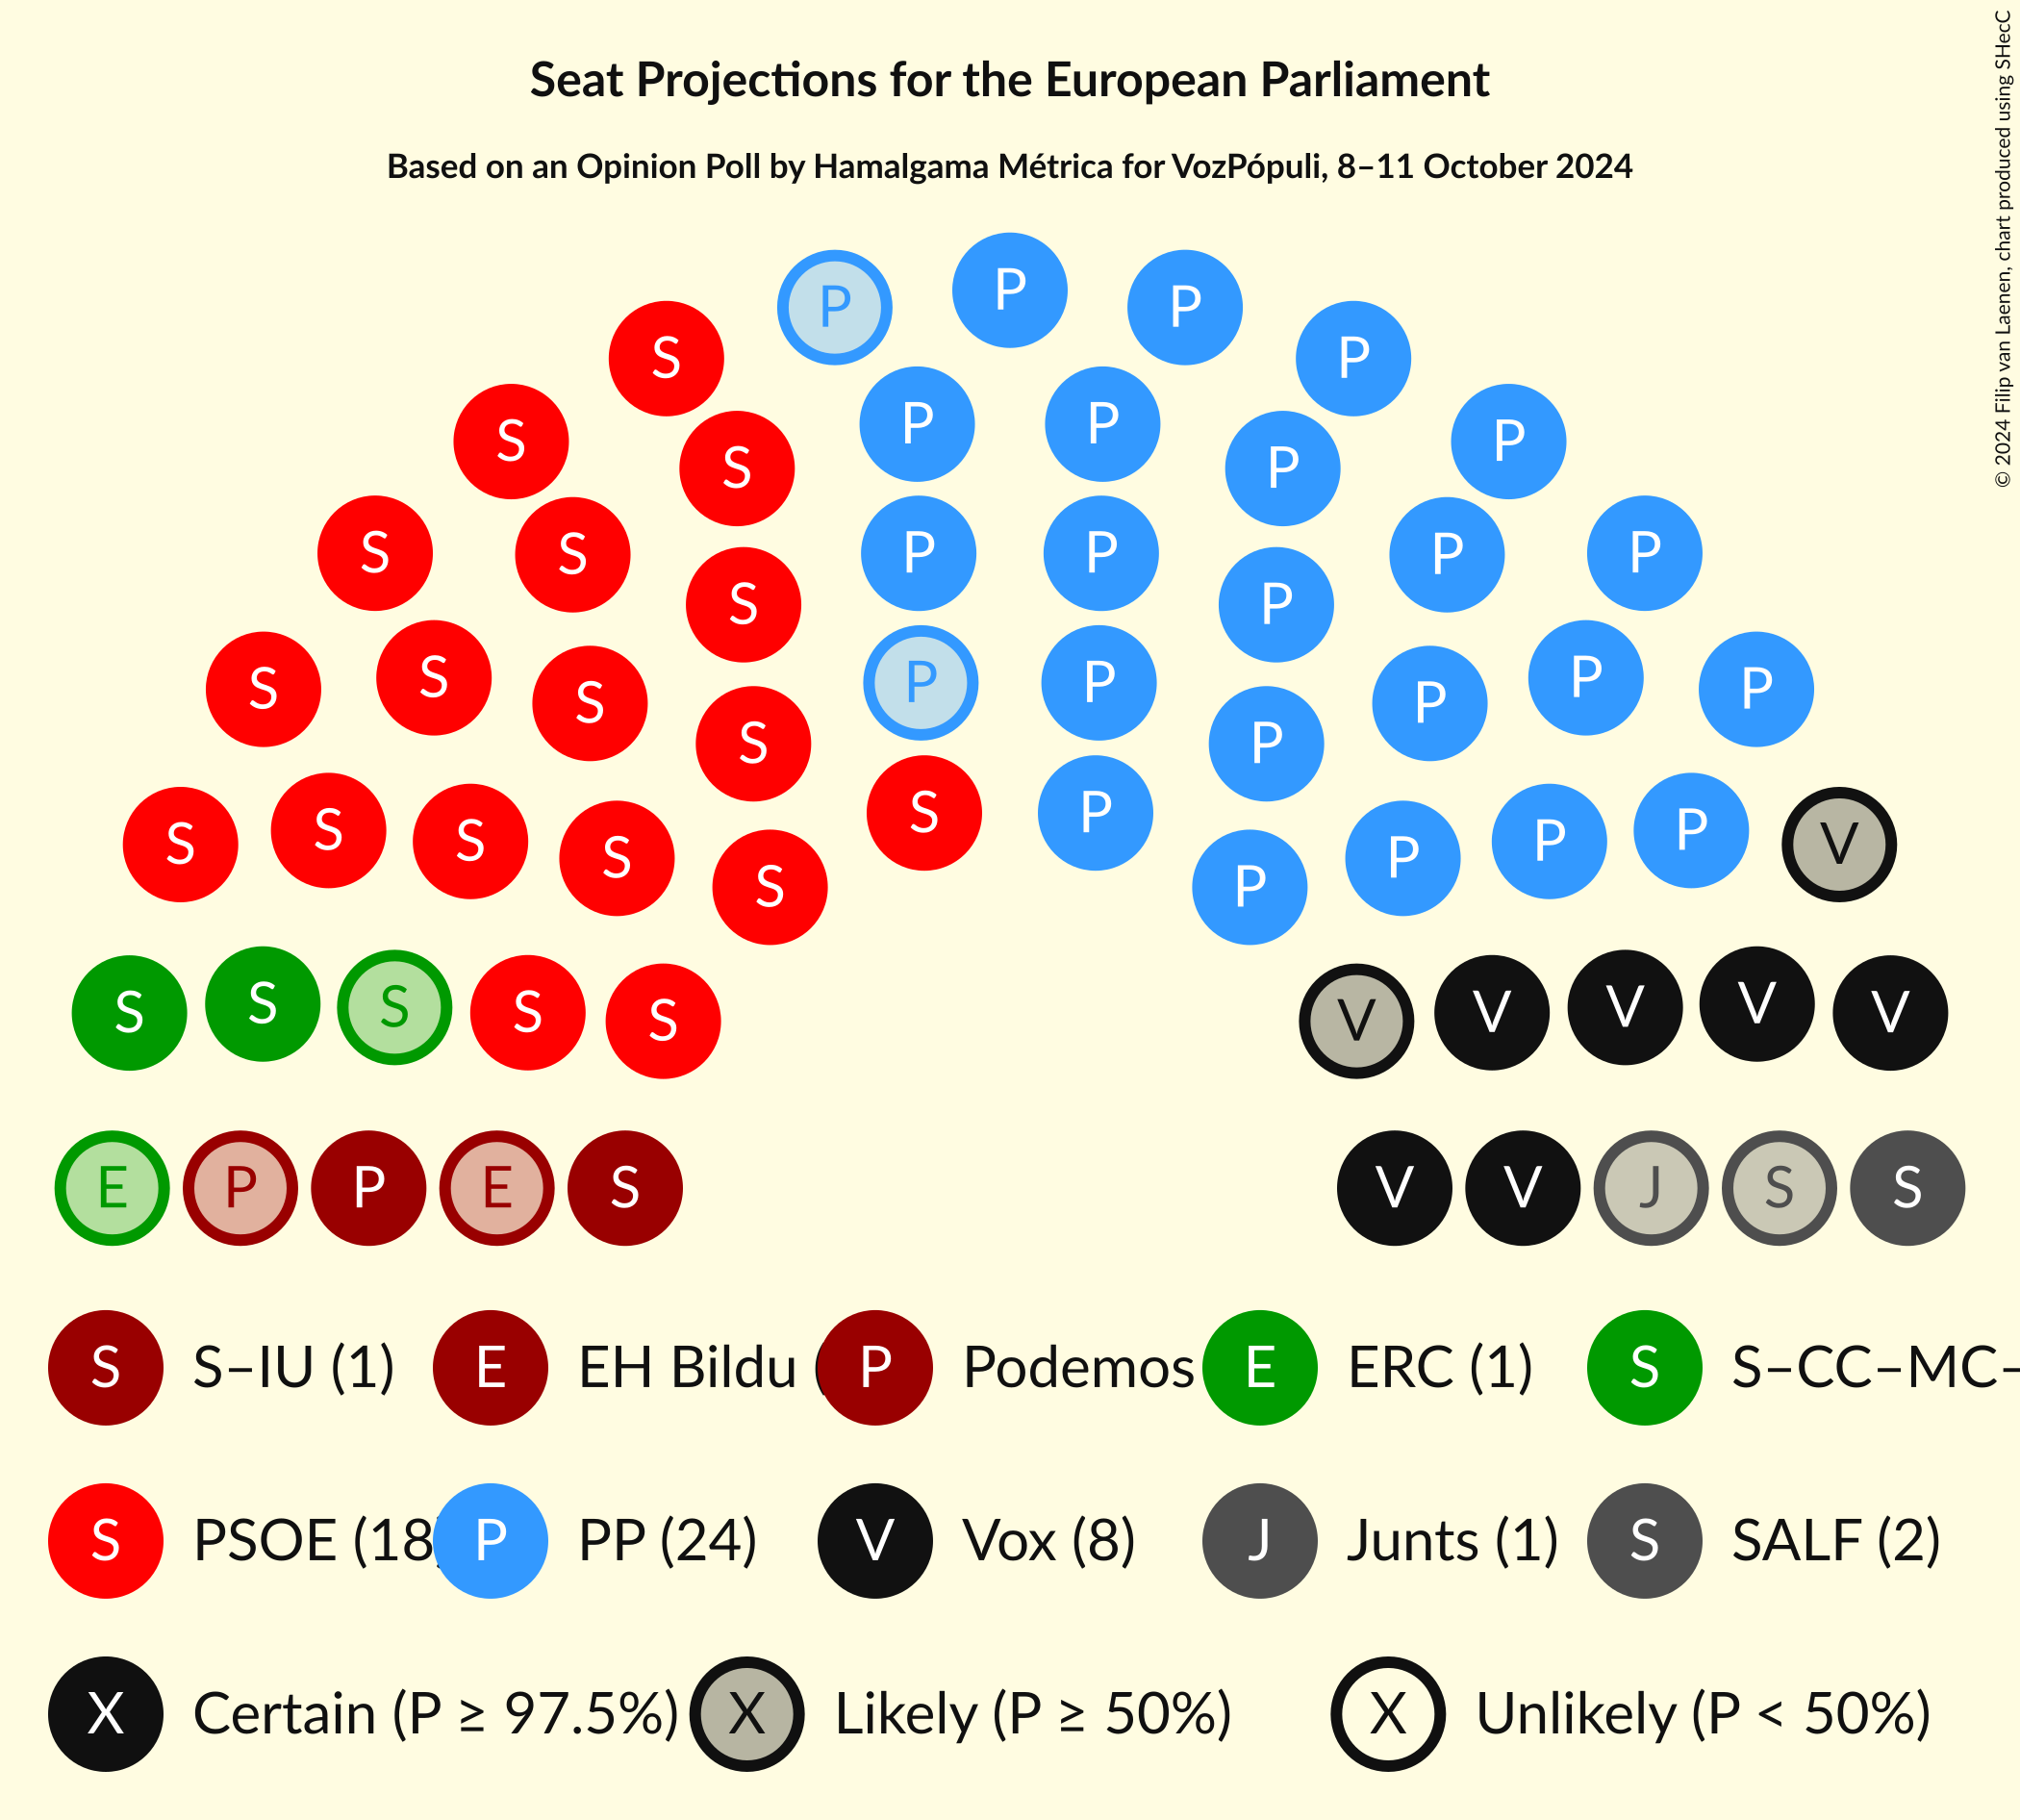 Seat Projections for the European Parliament
Based on an Opinion Poll by Hamalgama Métrica for VozPópuli, 8–11 October 2024
© 2024 Filip van Laenen, chart produced using SHecC
P P P P
S P
S P P P
S S P
S S P P P P
S P P
S S P P
S S P P P
S S P P
S S S S P P P P V
S S P P
S S S S S V V V V V
E P P E S V V J S S
S S–IU (1) E EH Bildu ( P Podemos E ERC (1) S S–CC–MC–
S PSOE (18) P PP (24) V Vox (8) J Junts (1) S SALF (2)
X Certain (P ≥ 97.5%) X Likely (P ≥ 50%) X Unlikely (P < 50%)